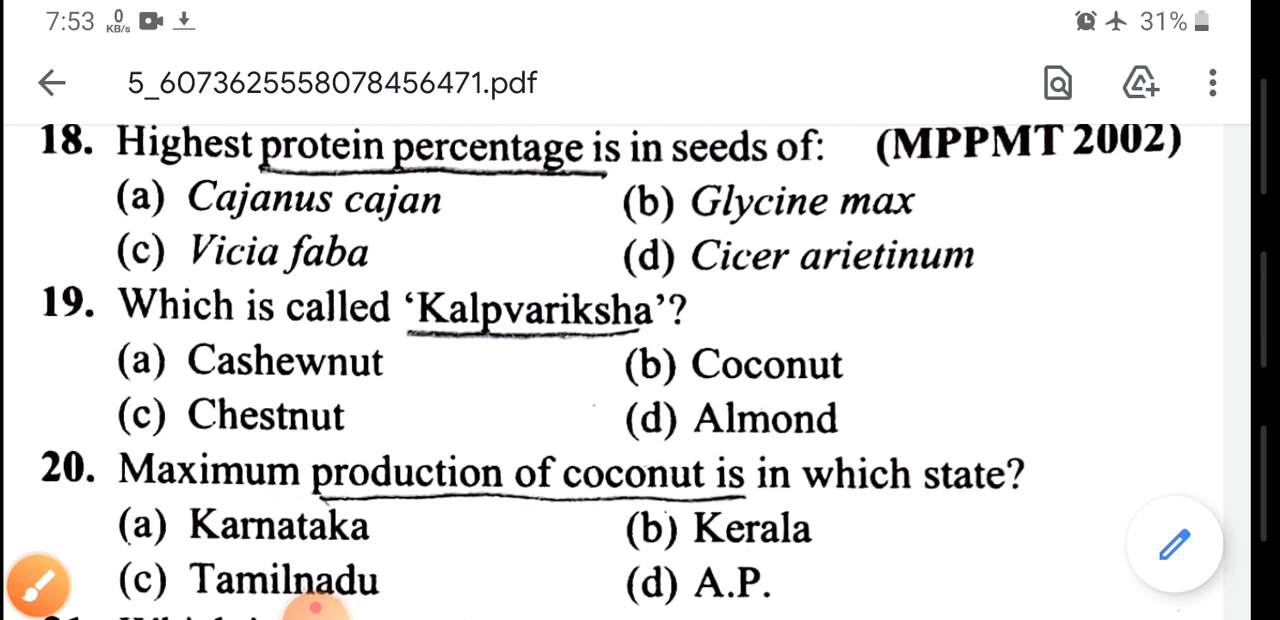 7:53 0 KB/s 31%
5_6073625558078456471.pdf
18. Highest protein percentage is in seeds of: (MPPMT 2002)
(a) Cajanus cajan (b) Glycine max
(c) Vicia faba (d) Cicer arietinum
19. Which is called ‘Kalpvariksha’?
(a) Cashewnut (b) Coconut
(c) Chestnut (d) Almond
20. Maximum production of coconut is in which state?
(a) Karnataka (b) Kerala
(c) Tamilnadu (d) A.P.